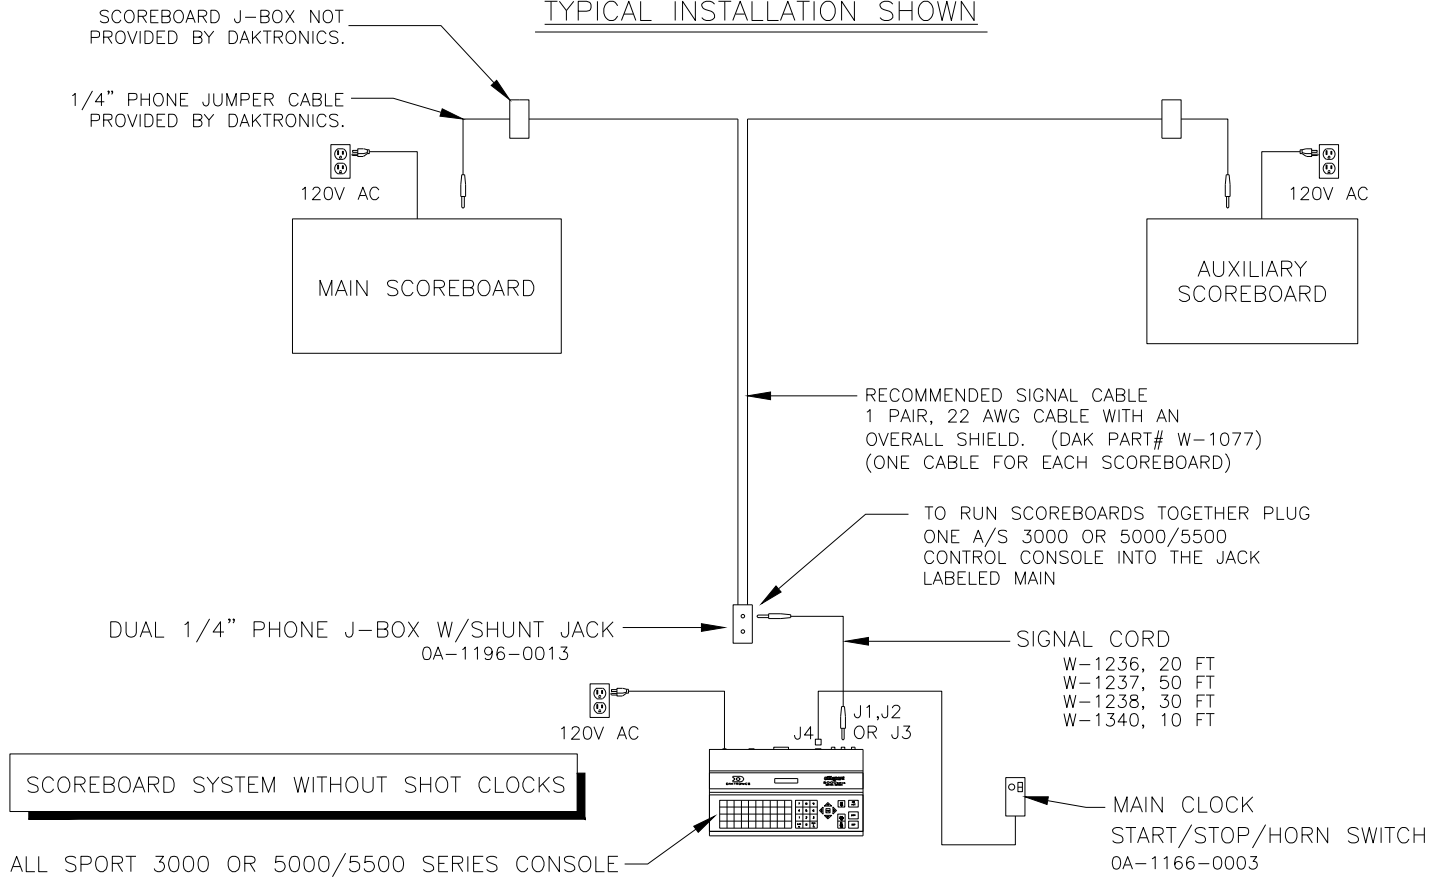 TYPICAL INSTALLATION SHOWN
SCOREBOARD J-BOX NOT
PROVIDED BY DAKTRONICS.
1/4" PHONE JUMPER CABLE
PROVIDED BY DAKTRONICS.
120V AC
120V AC
MAIN SCOREBOARD
AUXILIARY
SCOREBOARD
RECOMMENDED SIGNAL CABLE
1 PAIR, 22 AWG CABLE WITH AN
OVERALL SHIELD. (DAK PART# W-1077)
(ONE CABLE FOR EACH SCOREBOARD)
TO RUN SCOREBOARDS TOGETHER PLUG
ONE A/S 3000 OR 5000/5500
CONTROL CONSOLE INTO THE JACK
LABELED MAIN
DUAL 1/4" PHONE J-BOX W/SHUNT JACK
0A-1196-0013
SIGNAL CORD
W-1236, 20 FT
W-1237, 50 FT
W-1238, 30 FT
W-1340, 10 FT
120V AC
J4
J1,J2
OR J3
DAKTRONICS
SCOREBOARD SYSTEM WITHOUT SHOT CLOCKS
MAIN CLOCK
START/STOP/HORN SWITCH
0A-1166-0003
ALL SPORT 3000 OR 5000/5500 SERIES CONSOLE